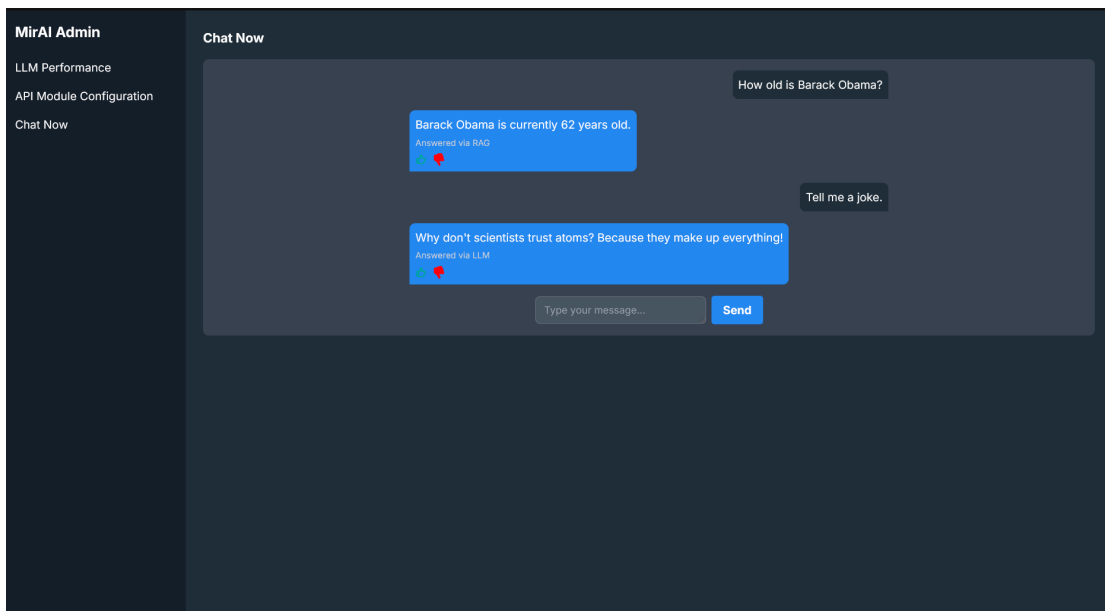 MirAI Admin
LLM Performance
API Module Configuration
Chat Now
Chat Now
How old is Barack Obama?
Barack Obama is currently 62 years old.
Answered via RAG
Tell me a joke.
Why don't scientists trust atoms? Because they make up everything!
Answered via LLM
Type your message...
Send